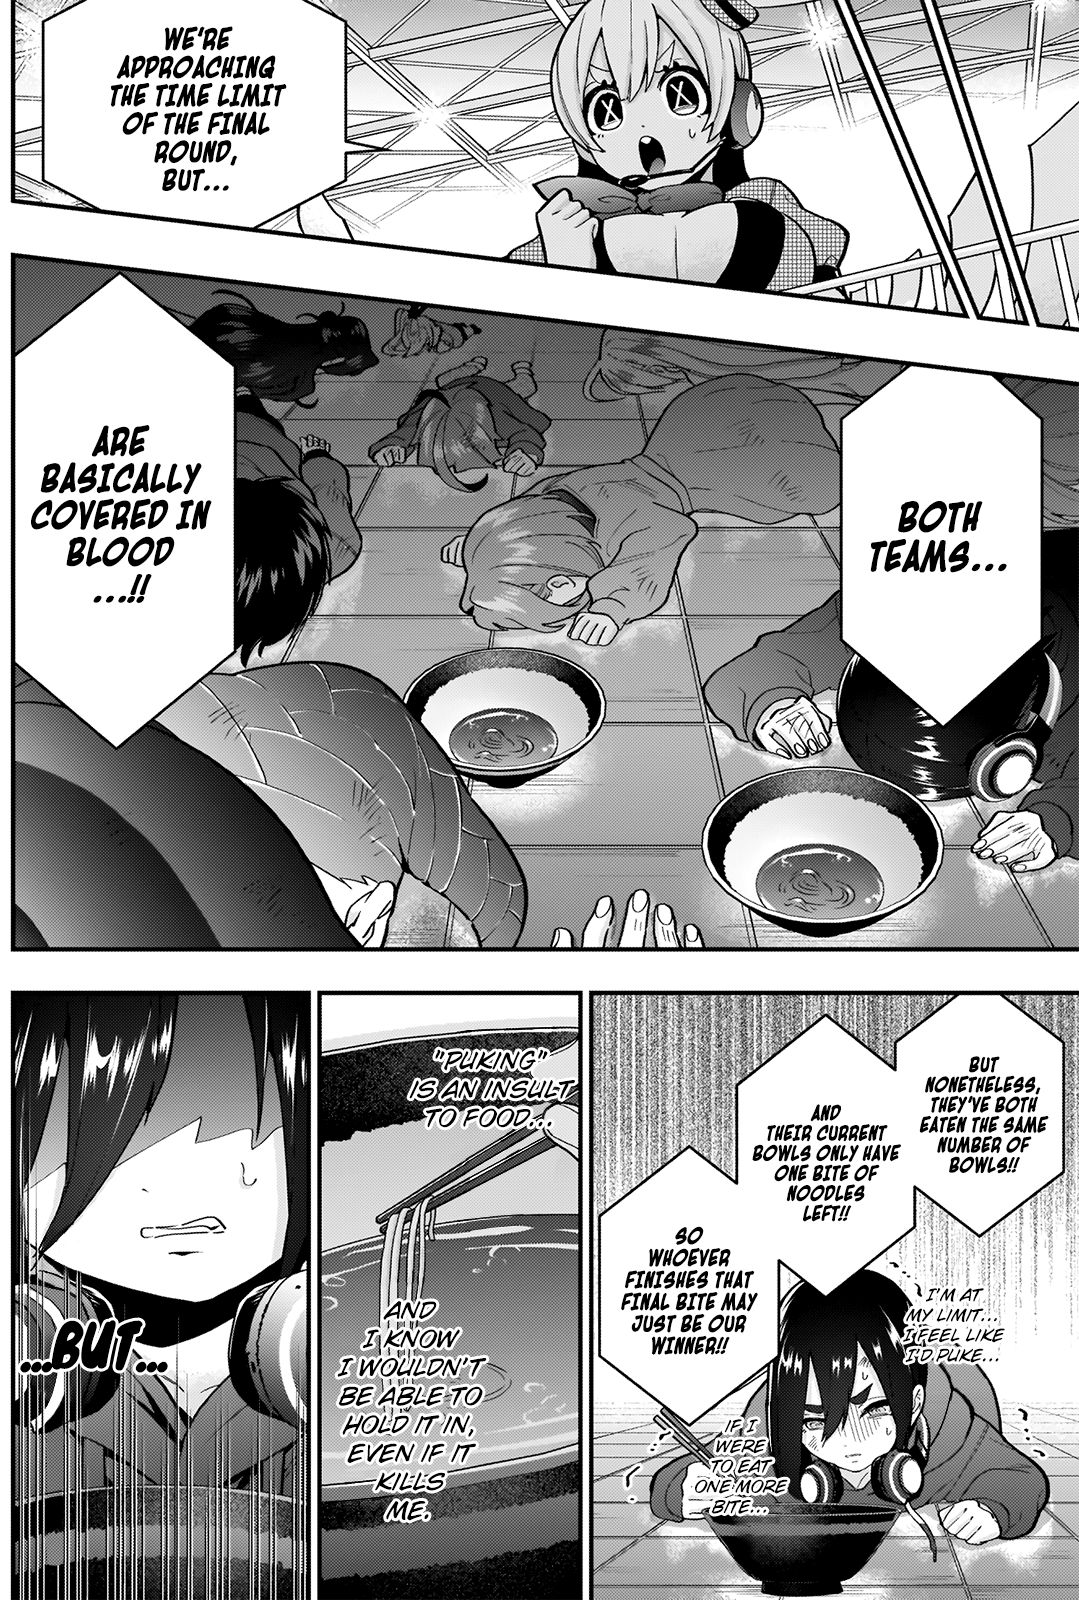 WE'RE
APPROACHING
THE TIME LIMIT
OF THE FINAL
ROUND,
BUT...
BOTH
TEAMS...
ARE
BASICALLY
COVERED IN
BLOOD
...!!
BUT
NONETHELESS,
THEY'VE BOTH
EATEN THE SAME
NUMBER OF
BOWLS!!
AND
THEIR CURRENT
BOWLS ONLY HAVE
ONE BITE OF
NOODLES
LEFT!!
SO
WHOEVER
FINISHES THAT
FINAL BITE MAY
JUST BE OUR
WINNER!!
I'M AT
MY LIMIT...
I FEEL LIKE
I'D PUKE...
IF I
WERE
TO EAT
ONE MORE
BITE...
"PUKING"
IS AN INSULT
TO FOOD...
AND
I KNOW
I WOULDN'T
BE ABLE TO
HOLD IT IN,
EVEN IF IT
KILLS
ME.
...BUT...